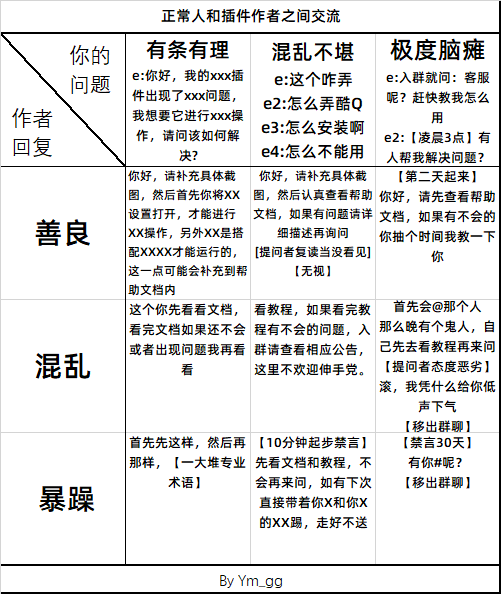 正常人和插件作者之间交流
你的
问题
作者
回复
有条有理
e:你好，我的xxx插
件出现了xxx问题，
我想要它进行xxx操
作，请问该如何解
决？
混乱不堪
e:这个咋弄
e2:怎么弄酷Q
e3:怎么安装啊
e4:怎么不能用
极度脑瘫
e:入群就问：客服
呢？赶快教我怎么
用
e2:【凌晨3点】有
人帮我解决问题？
善良
你好，请补充具体截
图，然后首先你将XX
设置打开，才能进行
XX操作，另外XX是搭
配XXXX才能运行的，
这一点可能会补充到帮
助文档内
你好，请补充具体截
图，然后认真查看帮助
文档，如果有问题请详
细描述再询问
[提问者复读当没看见]
【无视】
【第二天起来】
你好，请先查看帮助
文档，如果有不会的
你抽个时间我教一下
你
混乱
这个你先看看文档，
看完文档如果还不会
或者出现问题我再看
看
看教程，如果看完教
程有不会的问题，入
群请查看相应公告，
这里不欢迎伸手党。
首先会@那个人
那么晚有个鬼人，自
己先去看教程再来问
【提问者态度恶劣】
滚，我凭什么给你低
声下气
【移出群聊】
暴躁
首先先这样，然后再
那样，【一大堆专业
术语】
【10分钟起步禁言】
先看文档和教程，不
会再来问，如有下次
直接带着你X和你X
的XX踢，走好不送
【禁言30天】
有你#呢？
【移出群聊】
By Ym_gg